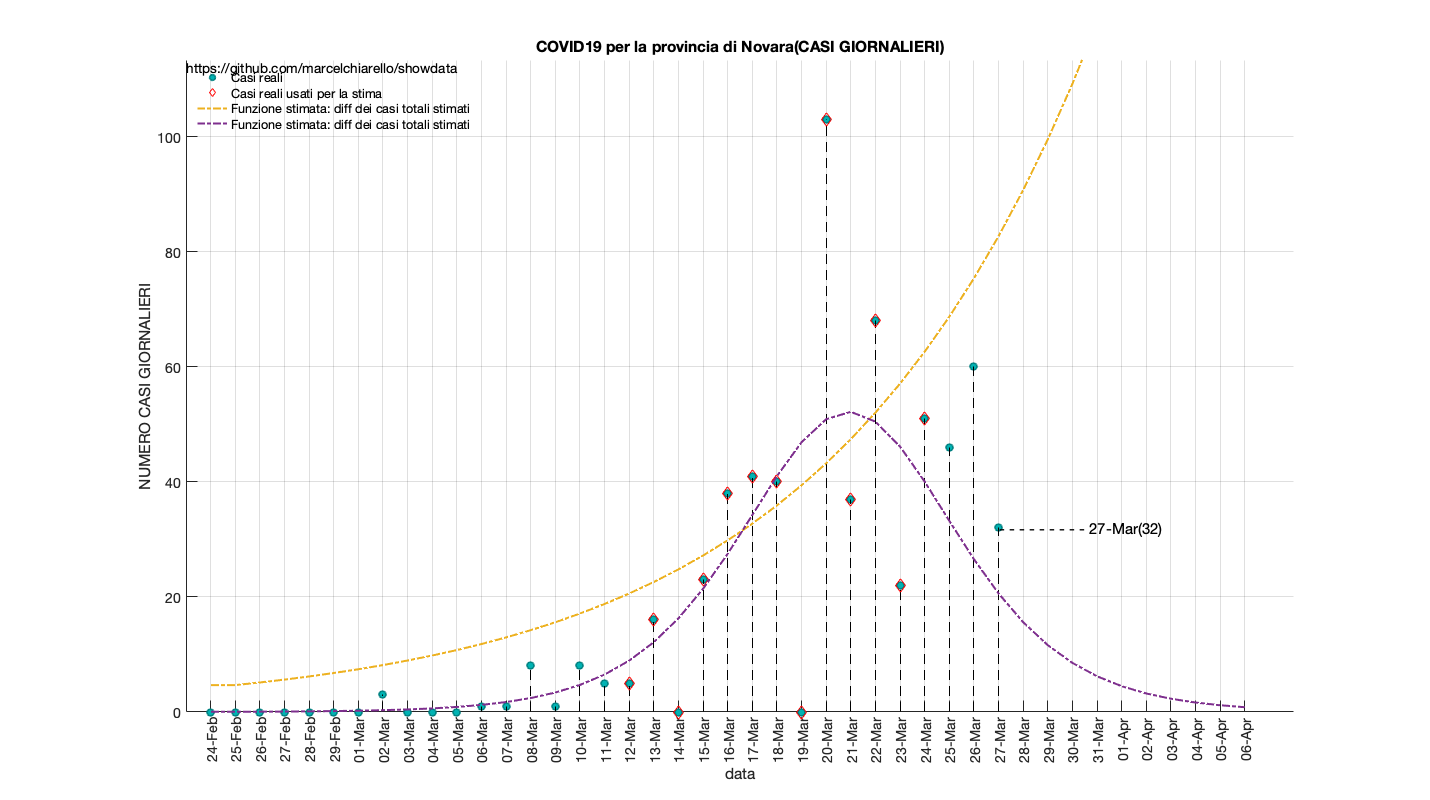 COVID19 per la provincia di Novara(CASI GIORNALIERI)
https://github.com/marcelchiarello/showdata
Casi reali
Casi reali usati per la stima
Funzione stimata: diff dei casi totali stimati
Funzione stimata: diff dei casi totali stimati
NUMERO CASI GIORNALIERI
100
80
60
40
20
0
27-Mar(32)
24-Feb
25-Feb
26-Feb
27-Feb
28-Feb
29-Feb
01-Mar
02-Mar
03-Mar
04-Mar
05-Mar
06-Mar
07-Mar
08-Mar
09-Mar
10-Mar
11-Mar
12-Mar
13-Mar
14-Mar
15-Mar
16-Mar
17-Mar
18-Mar
19-Mar
20-Mar
21-Mar
22-Mar
23-Mar
24-Mar
25-Mar
26-Mar
27-Mar
28-Mar
29-Mar
30-Mar
31-Mar
01-Apr
02-Apr
03-Apr
04-Apr
05-Apr
06-Apr
data